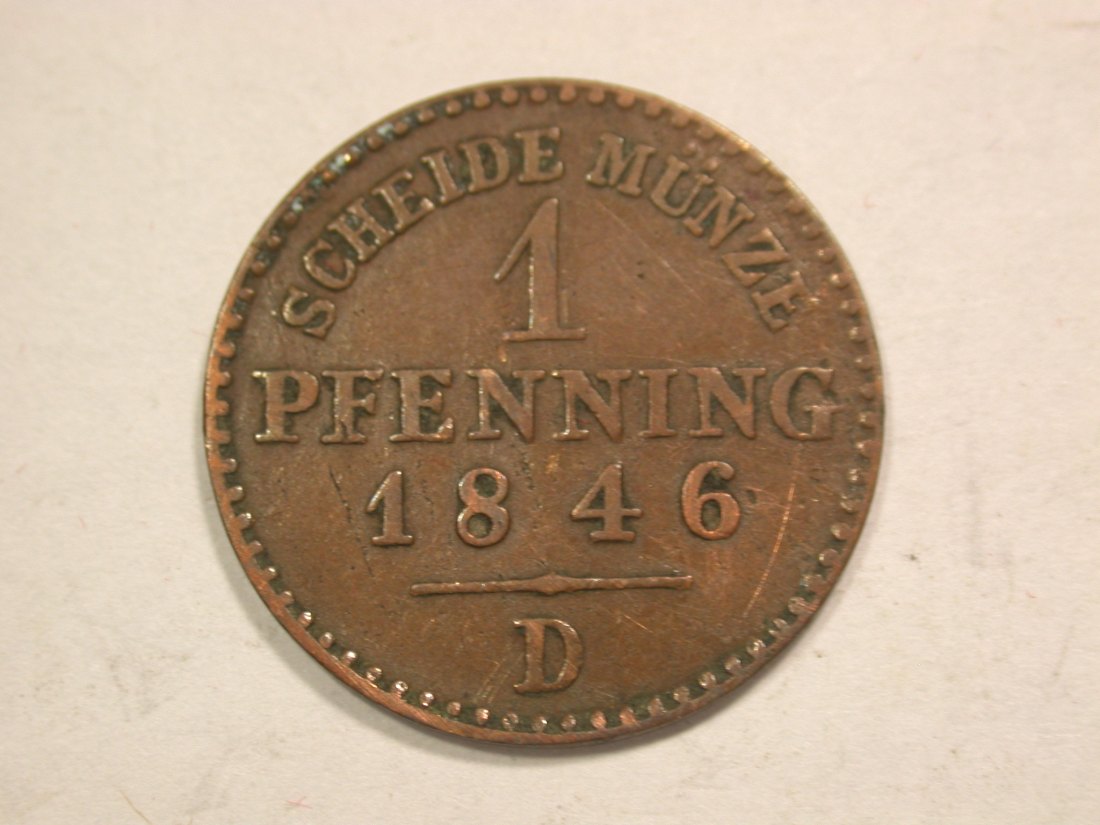 SCHEIDE MÜNZE
1
PFENNING
1846
D